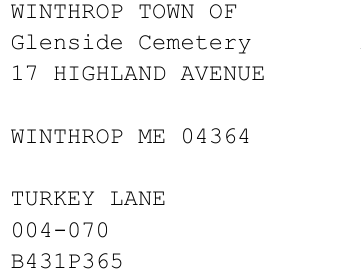 WINTHROP TOWN OF
Glenside Cemetery
17 HIGHLAND AVENUE
WINTHROP ME 04364
TURKEY LANE
004-070
B431P365